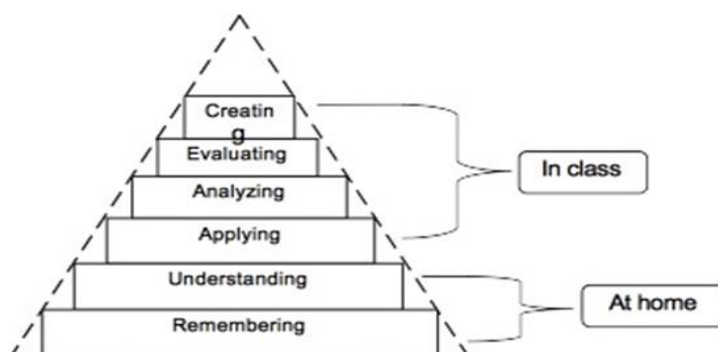 Creatin
g
Evaluating
In class
Analyzing
Applying
Understanding
At home
Remembering